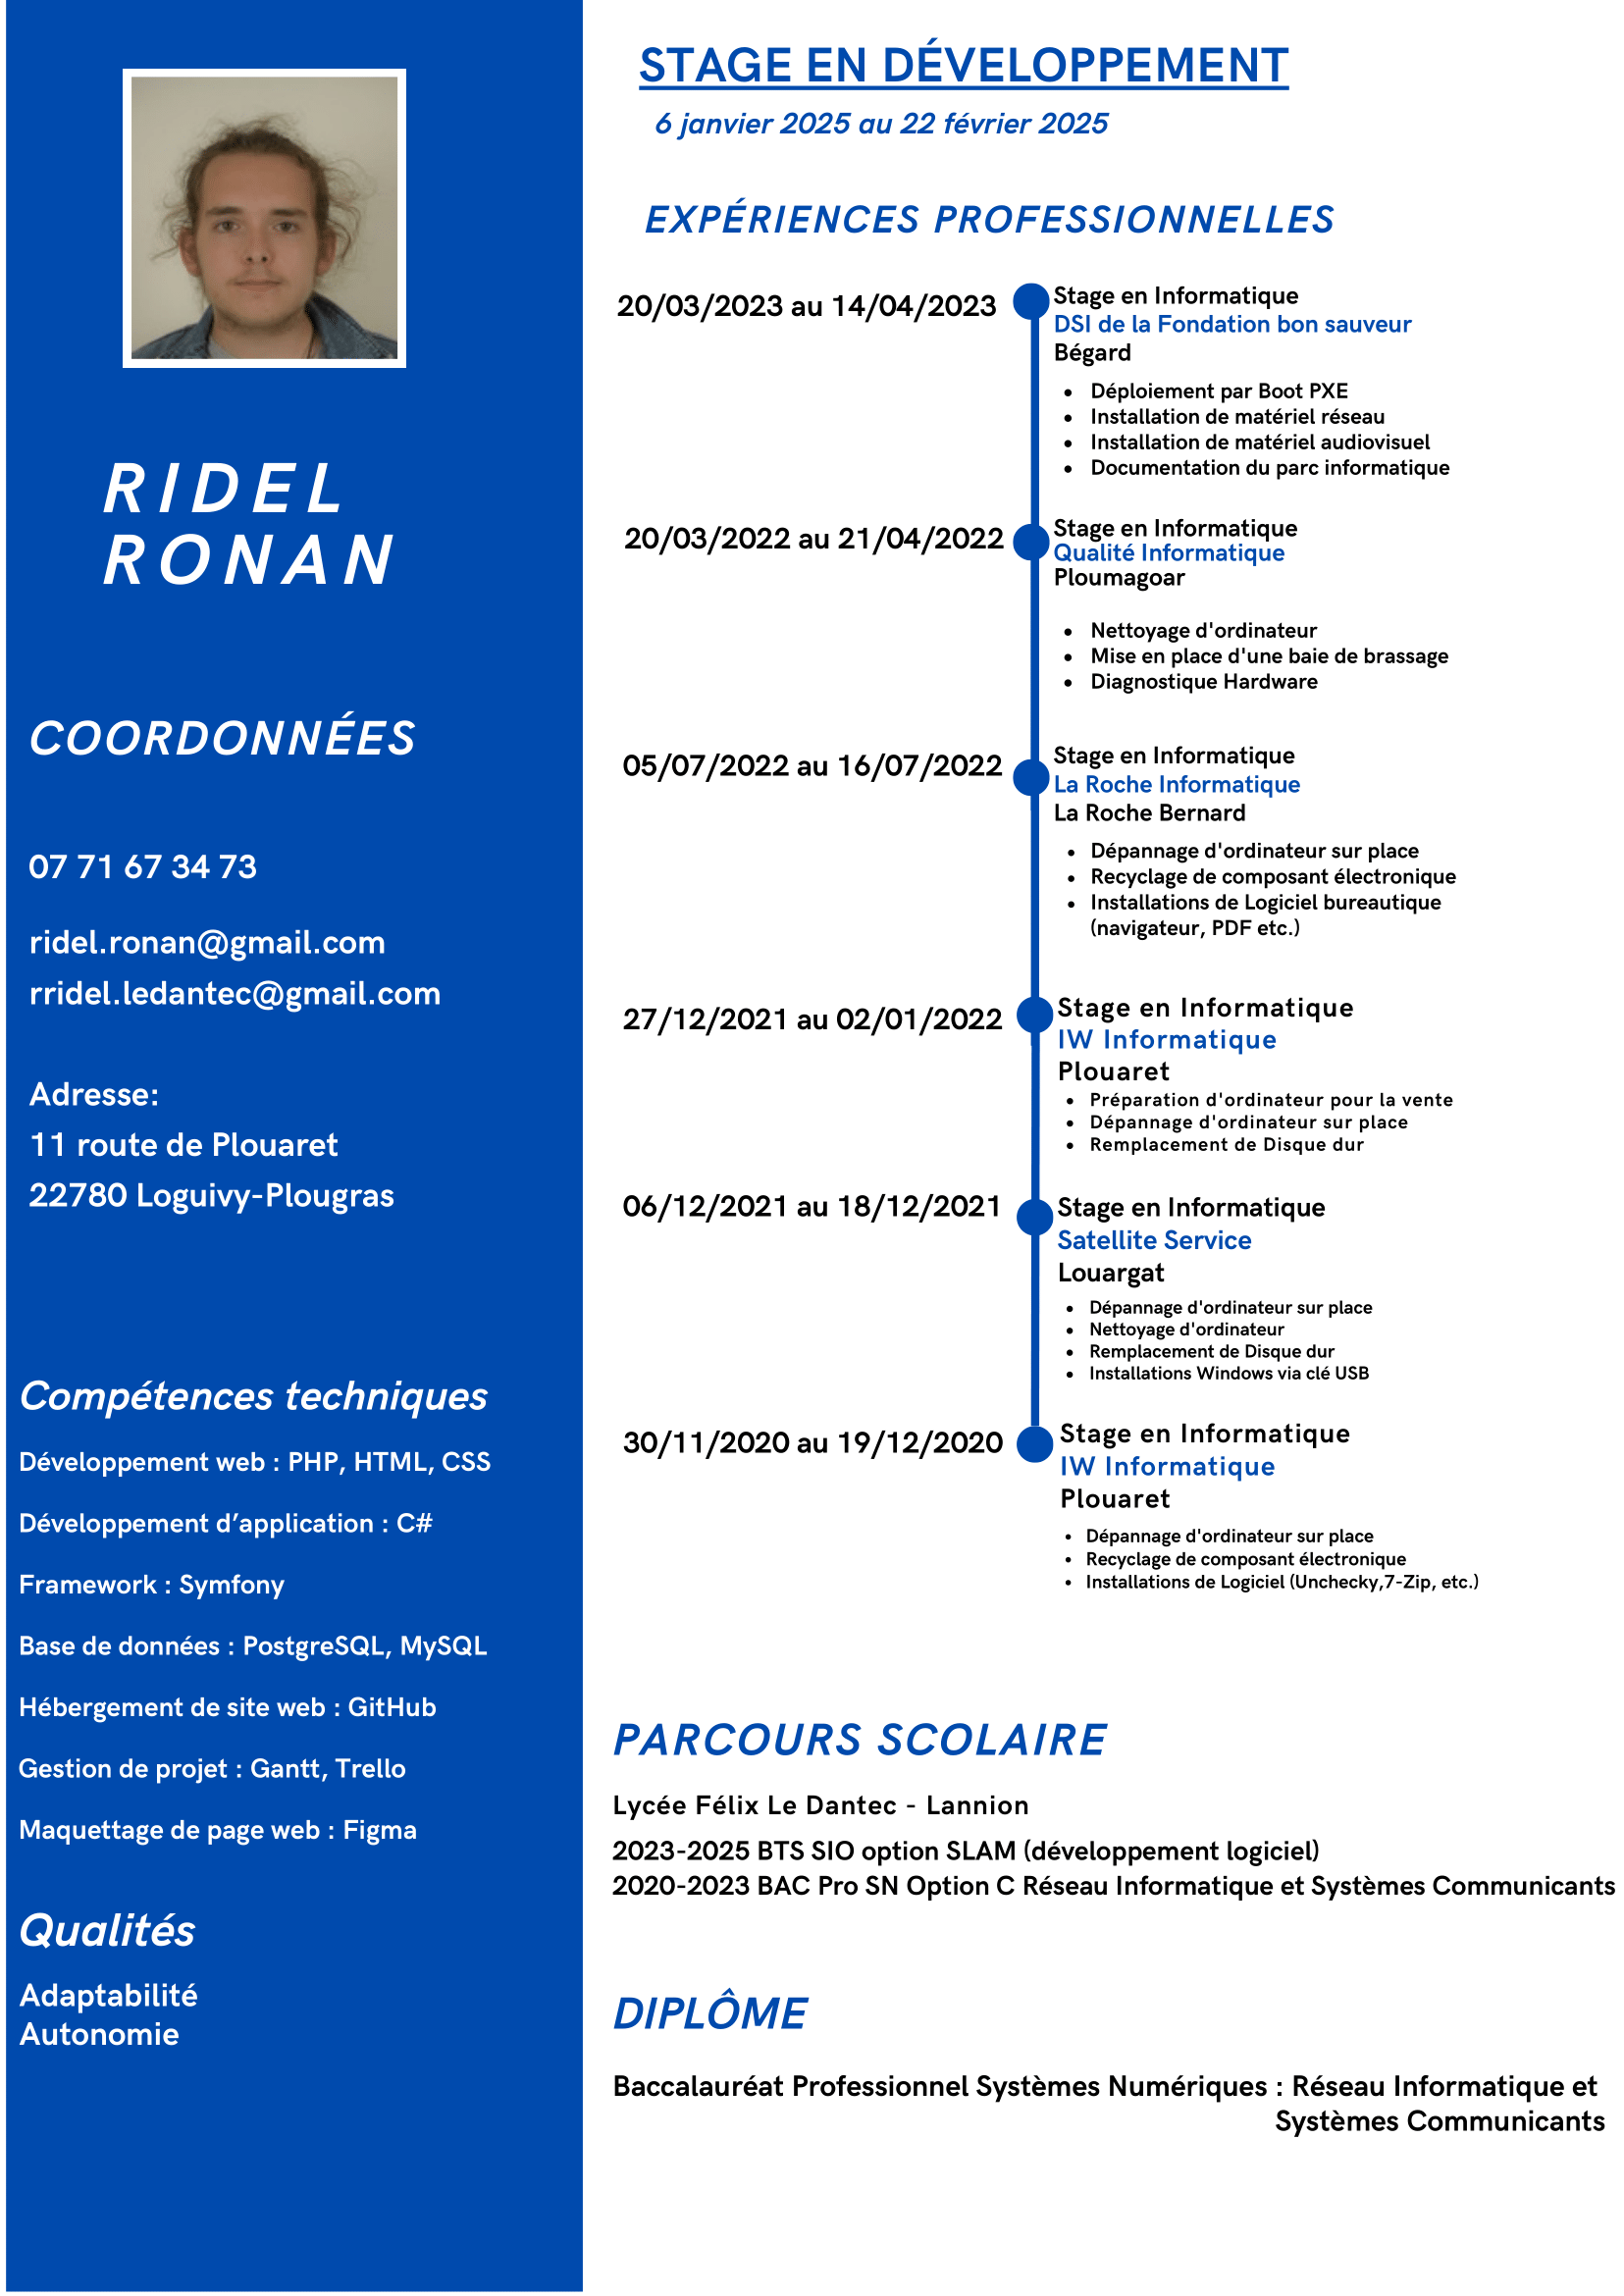 RIDEL
RONAN
COORDONNÉES
07 71 67 34 73
ridel.ronan@gmail.com
rridel.ledantec@gmail.com
Adresse:
11 route de Plouaret
22780 Loguivy-Plougras
Compétences techniques
Développement web : PHP, HTML, CSS
Développement d’application : C#
Framework : Symfony
Base de données : PostgreSQL, MySQL
Hébergement de site web : GitHub
Gestion de projet : Gantt, Trello
Maquettage de page web : Figma
Qualités
Adaptabilité
Autonomie
STAGE EN DÉVELOPPEMENT
6 janvier 2025 au 22 février 2025
EXPÉRIENCES PROFESSIONNELLES
20/03/2023 au 14/04/2023
Stage en Informatique
DSI de la Fondation bon sauveur
Bégard
• Déploiement par Boot PXE
• Installation de matériel réseau
• Installation de matériel audiovisuel
• Documentation du parc informatique
20/03/2022 au 21/04/2022
Stage en Informatique
Qualité Informatique
Ploumagoar
• Nettoyage d'ordinateur
• Mise en place d'une baie de brassage
• Diagnostique Hardware
05/07/2022 au 16/07/2022
Stage en Informatique
La Roche Informatique
La Roche Bernard
• Dépannage d'ordinateur sur place
• Recyclage de composant électronique
• Installations de Logiciel bureautique
(navigateur, PDF etc.)
27/12/2021 au 02/01/2022
Stage en Informatique
IW Informatique
Plouaret
• Préparation d'ordinateur pour la vente
• Dépannage d'ordinateur sur place
• Remplacement de Disque dur
06/12/2021 au 18/12/2021
Stage en Informatique
Satellite Service
Louargat
• Dépannage d'ordinateur sur place
• Nettoyage d'ordinateur
• Remplacement de Disque dur
• Installations Windows via clé USB
30/11/2020 au 19/12/2020
Stage en Informatique
IW Informatique
Plouaret
• Dépannage d'ordinateur sur place
• Recyclage de composant électronique
• Installations de Logiciel (Unchecky,7-Zip, etc.)
PARCOURS SCOLAIRE
Lycée Félix Le Dantec - Lannion
2023-2025 BTS SIO option SLAM (développement logiciel)
2020-2023 BAC Pro SN Option C Réseau Informatique et Systèmes Communicants
DIPLÔME
Baccalauréat Professionnel Systèmes Numériques : Réseau Informatique et
Systèmes Communicants